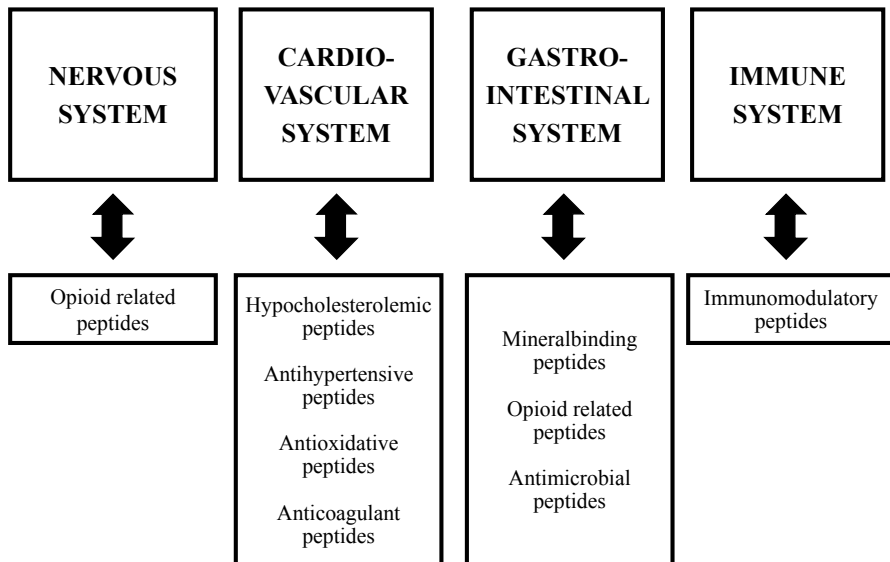 NERVOUS
SYSTEM
CARDIO-
VASCULAR
SYSTEM
GASTRO-
INTESTINAL
SYSTEM
IMMUNE
SYSTEM
Opioid related
peptides
Hypocholesterolemic
peptides
Antihypertensive
peptides
Antioxidative
peptides
Anticoagulant
peptides
Mineralbinding
peptides
Opioid related
peptides
Antimicrobial
peptides
Immunomodulatory
peptides